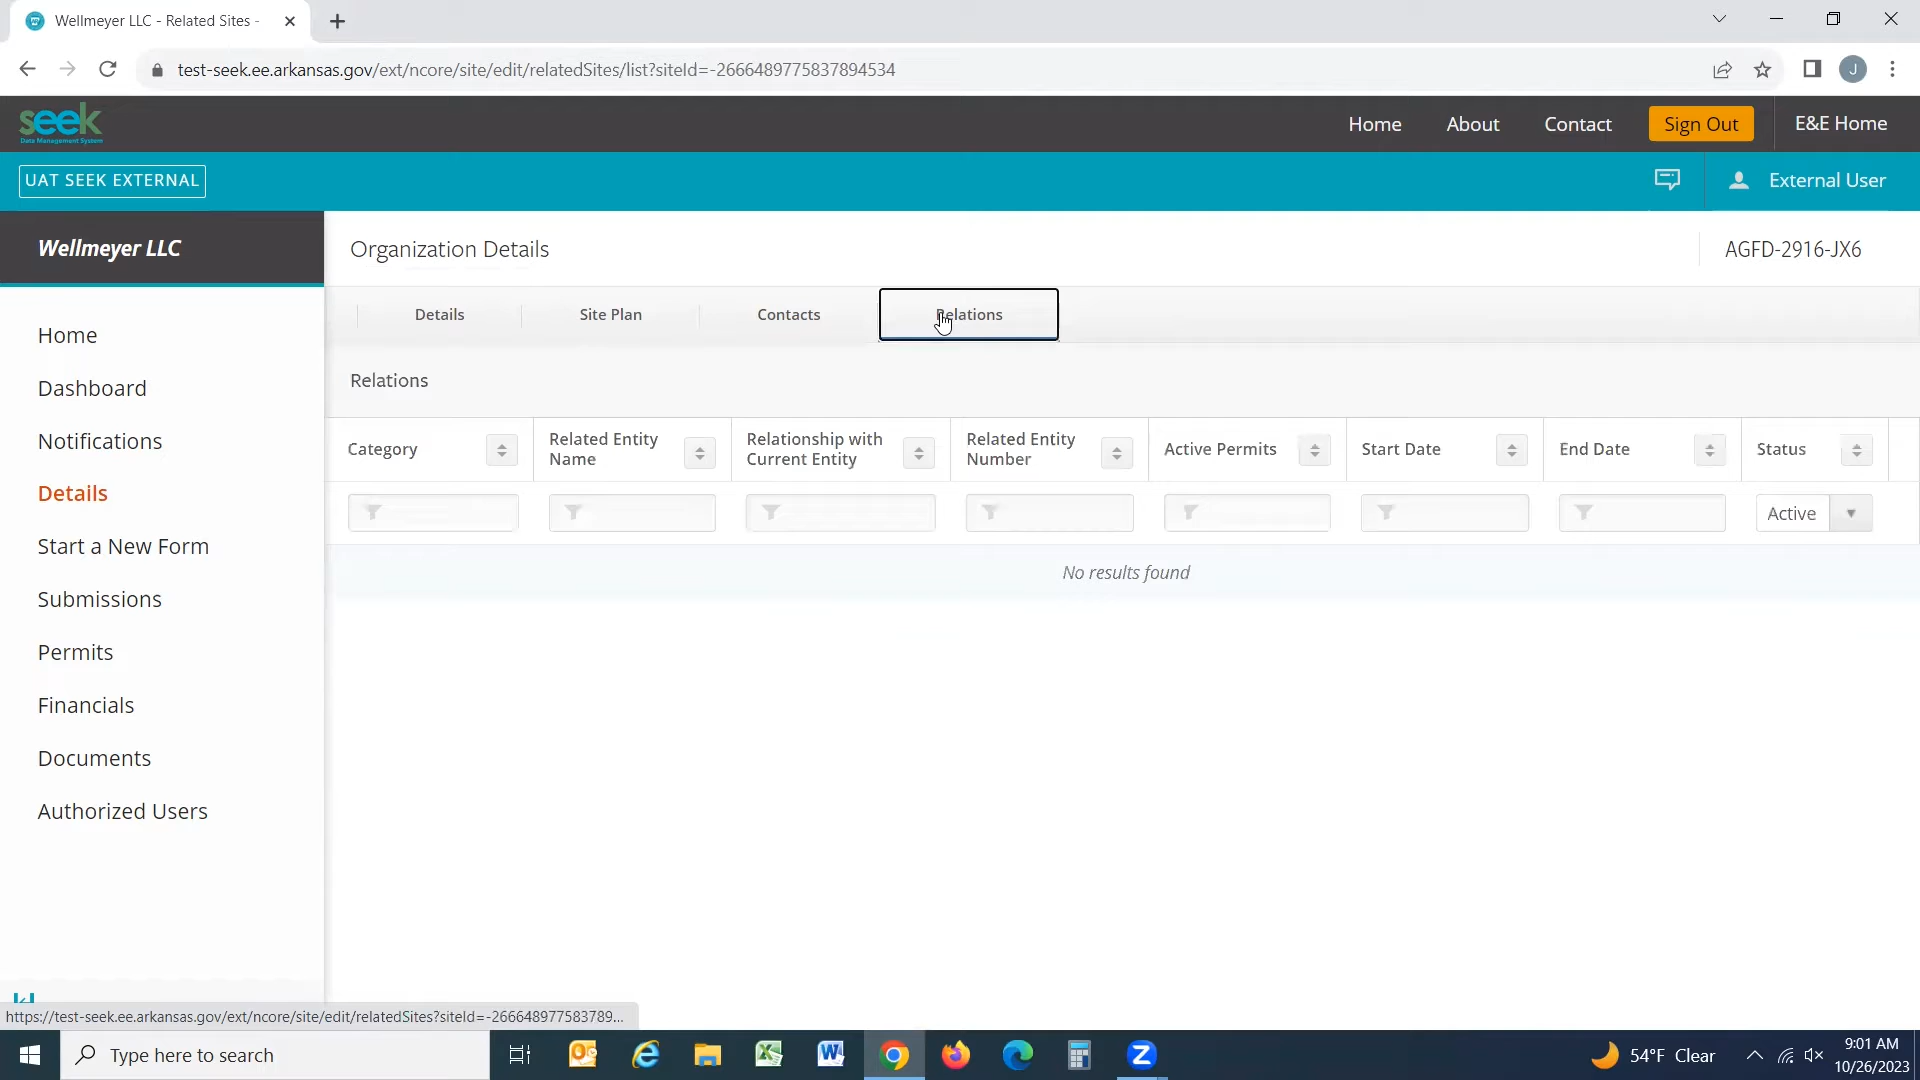 Wellmeyer LLC - Related Sites -
test-seek.ee.arkansas.gov/ext/ncore/site/edit/relatedSites/list?siteId=-2666489775837894534
J
seek
Data Management System
Home
About
Contact
Sign Out
E&E Home
UAT SEEK EXTERNAL
External User
Wellmeyer LLC
Organization Details
AGFD-2916-JX6
Details
Site Plan
Contacts
Relations
Home
Dashboard
Notifications
Details
Start a New Form
Submissions
Permits
Financials
Documents
Authorized Users
Relations
Category
Related Entity
Name
Relationship with
Current Entity
Related Entity
Number
Active Permits
Start Date
End Date
Status
Active
No results found
https://test-seek.ee.arkansas.gov/ext/ncore/site/edit/relatedSites?siteId=-266648977583789...
Type here to search
54°F Clear
9:01 AM
10/26/2023